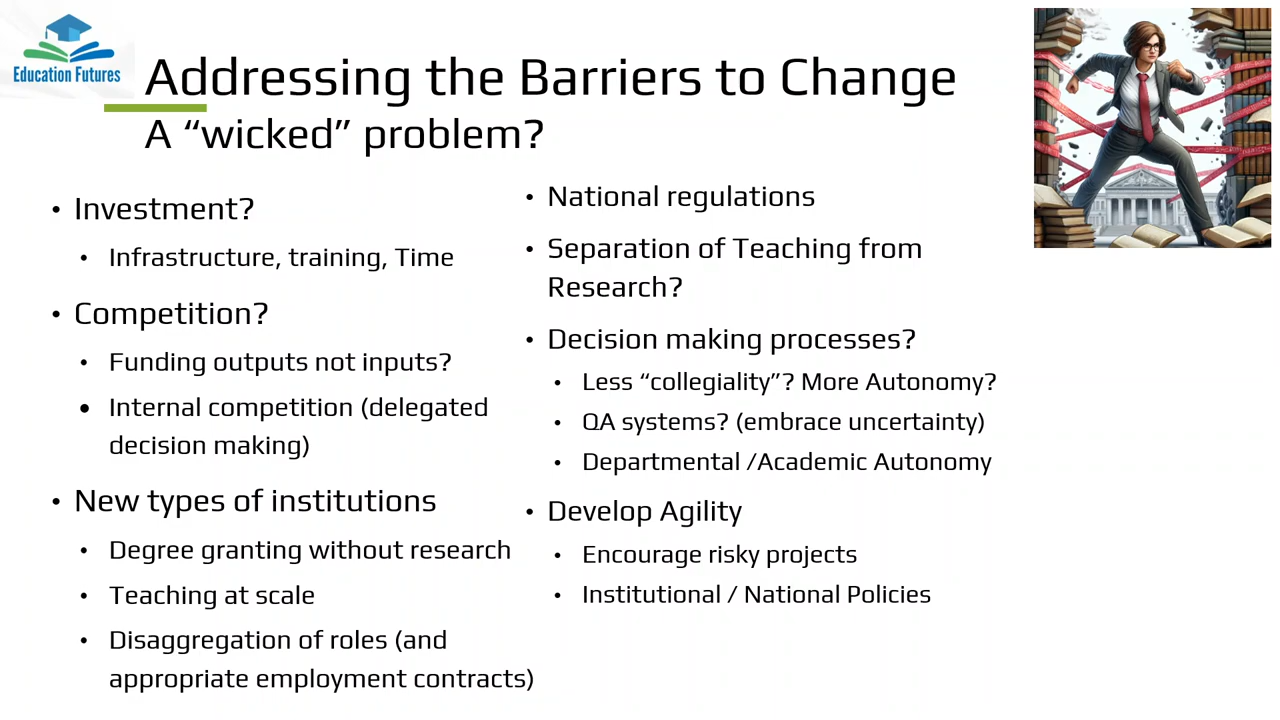 Education Futures
Addressing the Barriers to Change
A “wicked” problem?
• Investment?
• Infrastructure, training, Time
• Competition?
• Funding outputs not inputs?
• Internal competition (delegated
decision making)
• New types of institutions
• Degree granting without research
• Teaching at scale
• Disaggregation of roles (and
appropriate employment contracts)
• National regulations
• Separation of Teaching from
Research?
• Decision making processes?
• Less “collegiality”? More Autonomy?
• QA systems? (embrace uncertainty)
• Departmental /Academic Autonomy
• Develop Agility
• Encourage risky projects
• Institutional / National Policies